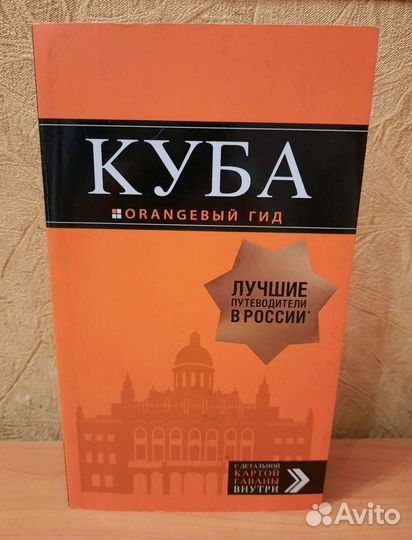 КУБА
ORANGEВЫЙ ГИД
ЛУЧШИЕ
ПУТЕВОДИТЕЛИ
В РОССИИ*
С ДЕТАЛЬНОЙ
КАРТОЙ
ГАВАНЫ
ВНУТРИ
Avito